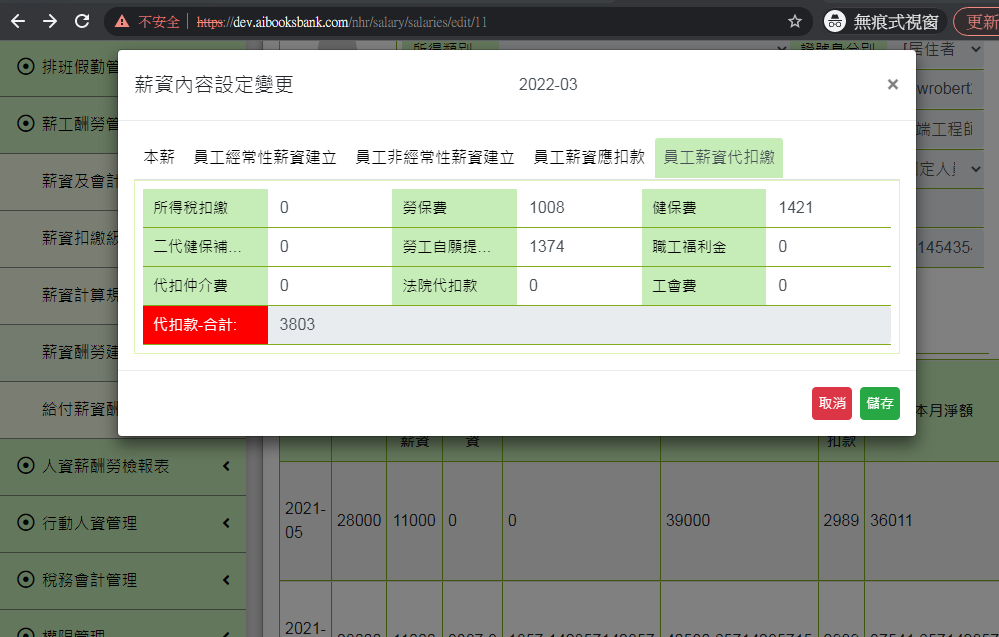 不安全 https://dev.aibooksbank.com/nhr/salary/salaries/edit/11 無痕式視窗 更新
所得類別
[居住者
排班假勤管
薪工酬勞管
薪資及會計
薪資扣繳級
薪資計算規
薪資酬勞建
給付薪資酬
人資薪酬勞檢報表
行動人資管理
稅務會計管理
權限管理
薪資內容設定變更 2022-03 ×
本薪 員工經常性薪資建立 員工非經常性薪資建立 員工薪資應扣款 員工薪資代扣繳
所得稅扣繳 0 勞保費 1008 健保費 1421
二代健保補... 0 勞工自願提... 1374 職工福利金 0
代扣仲介費 0 法院代扣款 0 工會費 0
代扣款-合計: 3803
取消 儲存
wrobert
端工程師
定人員
145435
薪資 資 扣款 本月淨額
2021-05 28000 11000 0 0 39000 2989 36011
2021-